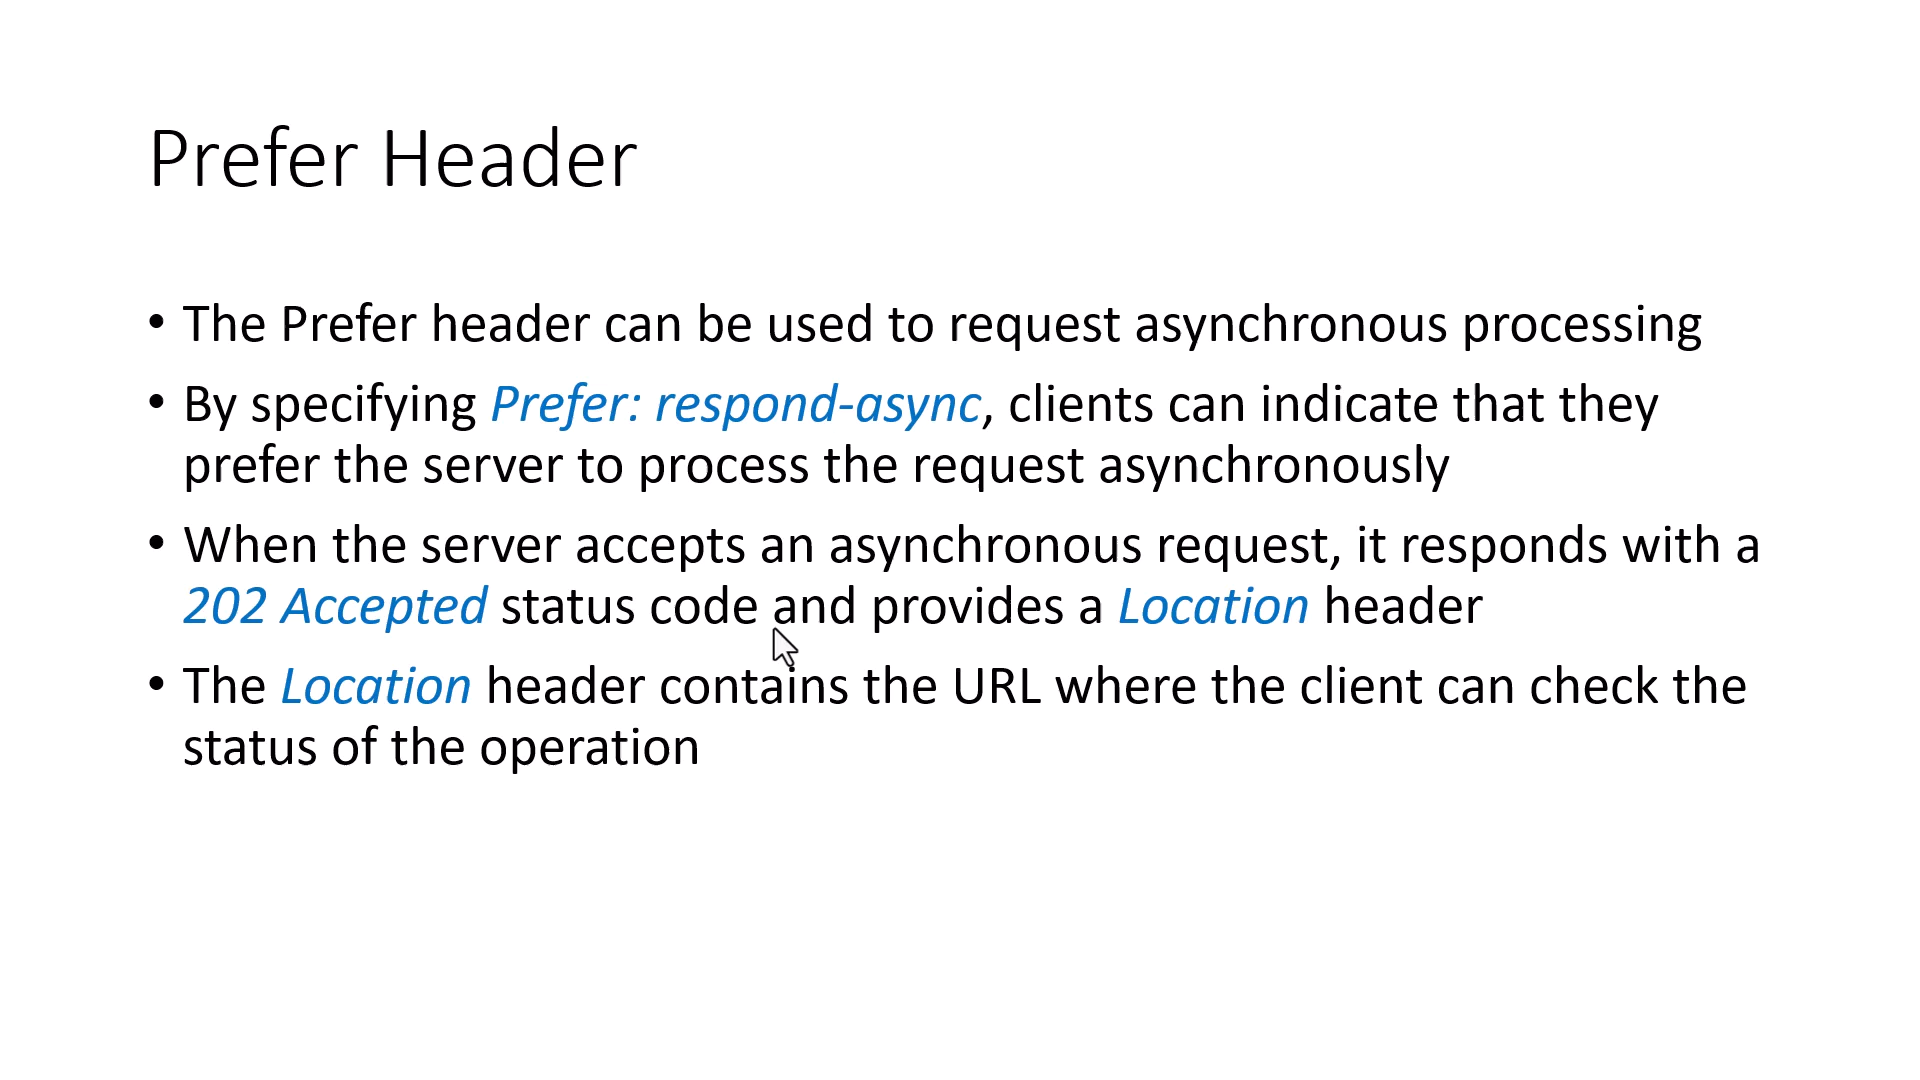 Prefer Header
• The Prefer header can be used to request asynchronous processing
• By specifying Prefer: respond-async, clients can indicate that they
prefer the server to process the request asynchronously
• When the server accepts an asynchronous request, it responds with a
202 Accepted status code and provides a Location header
• The Location header contains the URL where the client can check the
status of the operation